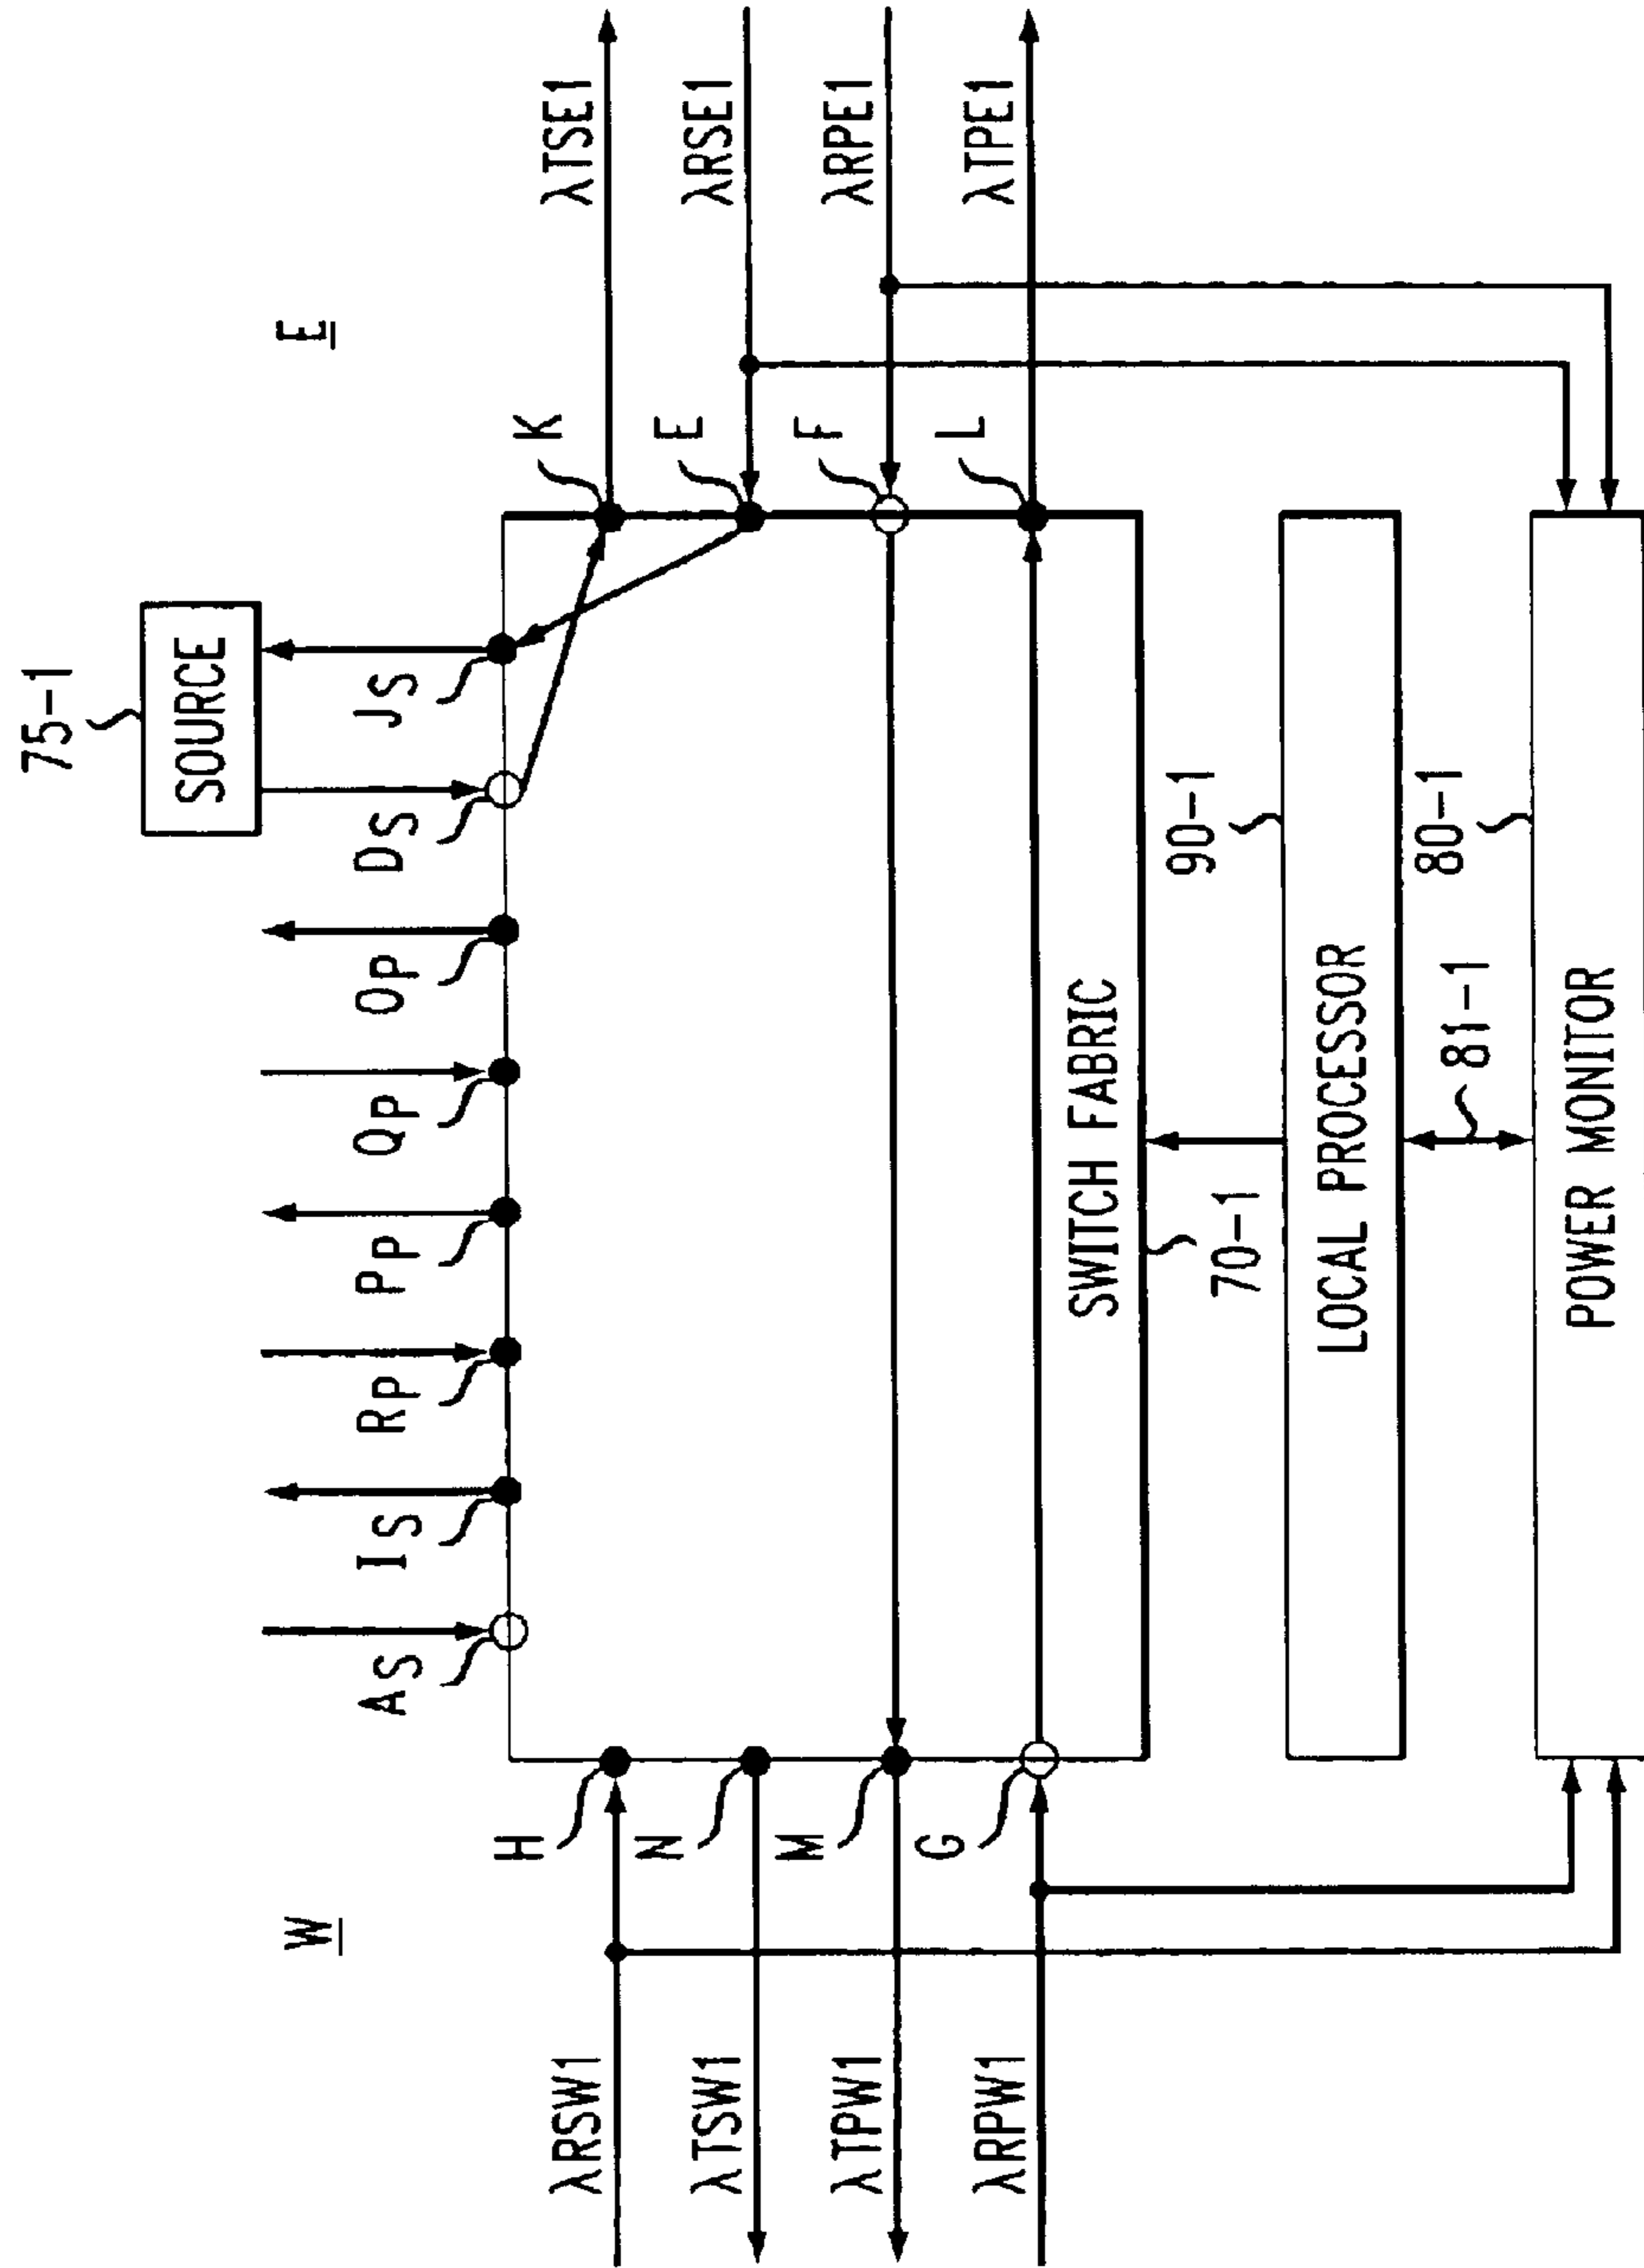 75-1
SOURCE
W
E
AS
IS
RP
PP
QP
OP
DS
JS
λRSW1
H
K
λTSE1
λTSW1
N
E
λRSE1
λTPW1
M
F
λRPE1
λRPW1
G
L
λTPE1
SWITCH FABRIC
70-1
90-1
LOCAL PROCESSOR
81-1
80-1
POWER MONITOR